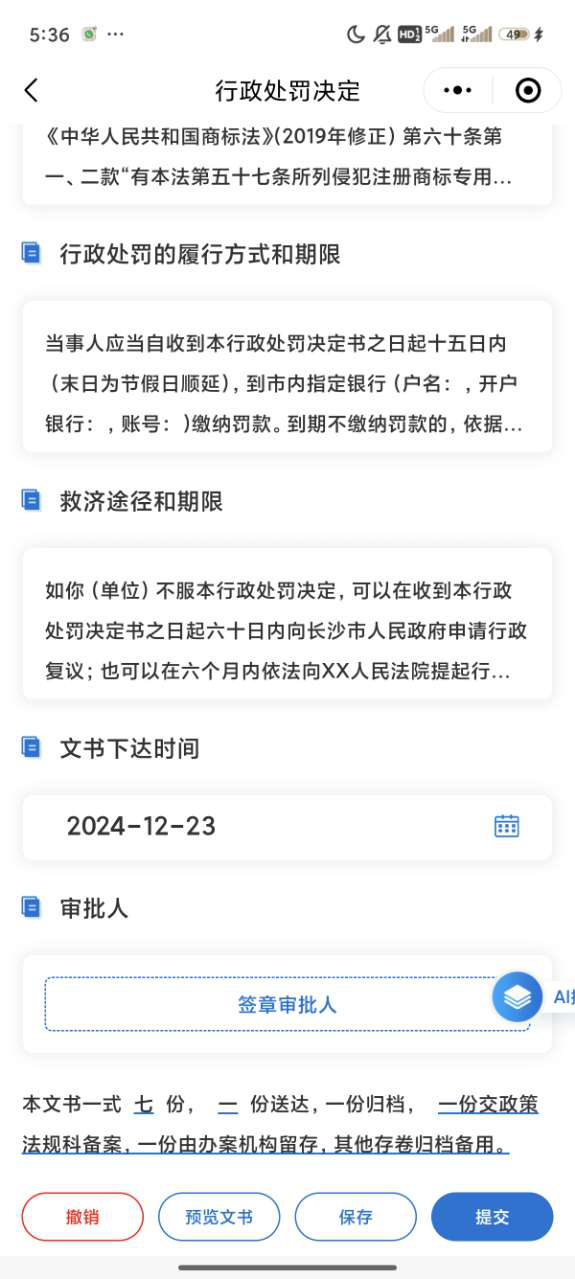 5:36
HD 1 2 5G 5G 49
行政处罚决定
《中华人民共和国商标法》(2019年修正) 第六十条第
一、二款“有本法第五十七条所列侵犯注册商标专用...
行政处罚的履行方式和期限
当事人应当自收到本行政处罚决定书之日起十五日内
（末日为节假日顺延），到市内指定银行（户名：，开户
银行：，账号：)缴纳罚款。到期不缴纳罚款的，依据...
救济途径和期限
如你（单位）不服本行政处罚决定，可以在收到本行政
处罚决定书之日起六十日内向长沙市人民政府申请行政
复议；也可以在六个月内依法向XX人民法院提起行...
文书下达时间
2024-12-23
审批人
签章审批人
AI
本文书一式 七 份， 一 份送达，一份归档， 一份交政策
法规科备案，一份由办案机构留存，其他存卷归档备用。
撤销 预览文书 保存 提交